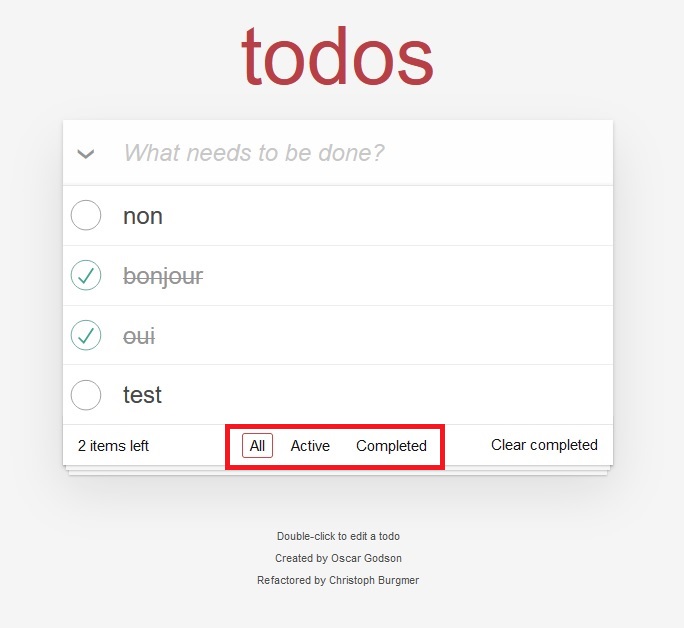 todos
What needs to be done?
non
bonjour
oui
test
2 items left All Active Completed Clear completed
Double-click to edit a todo
Created by Oscar Godson
Refactored by Christoph Burgmer